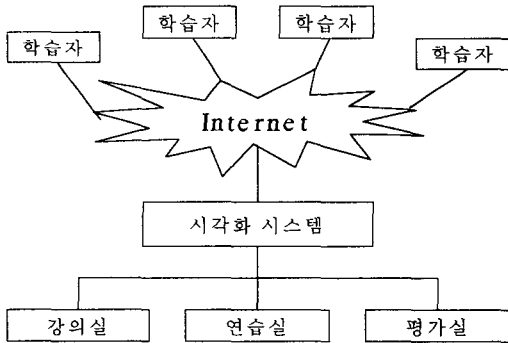 학습자
학습자
학습자
학습자
Internet
시각화 시스템
강의실
연습실
평가실